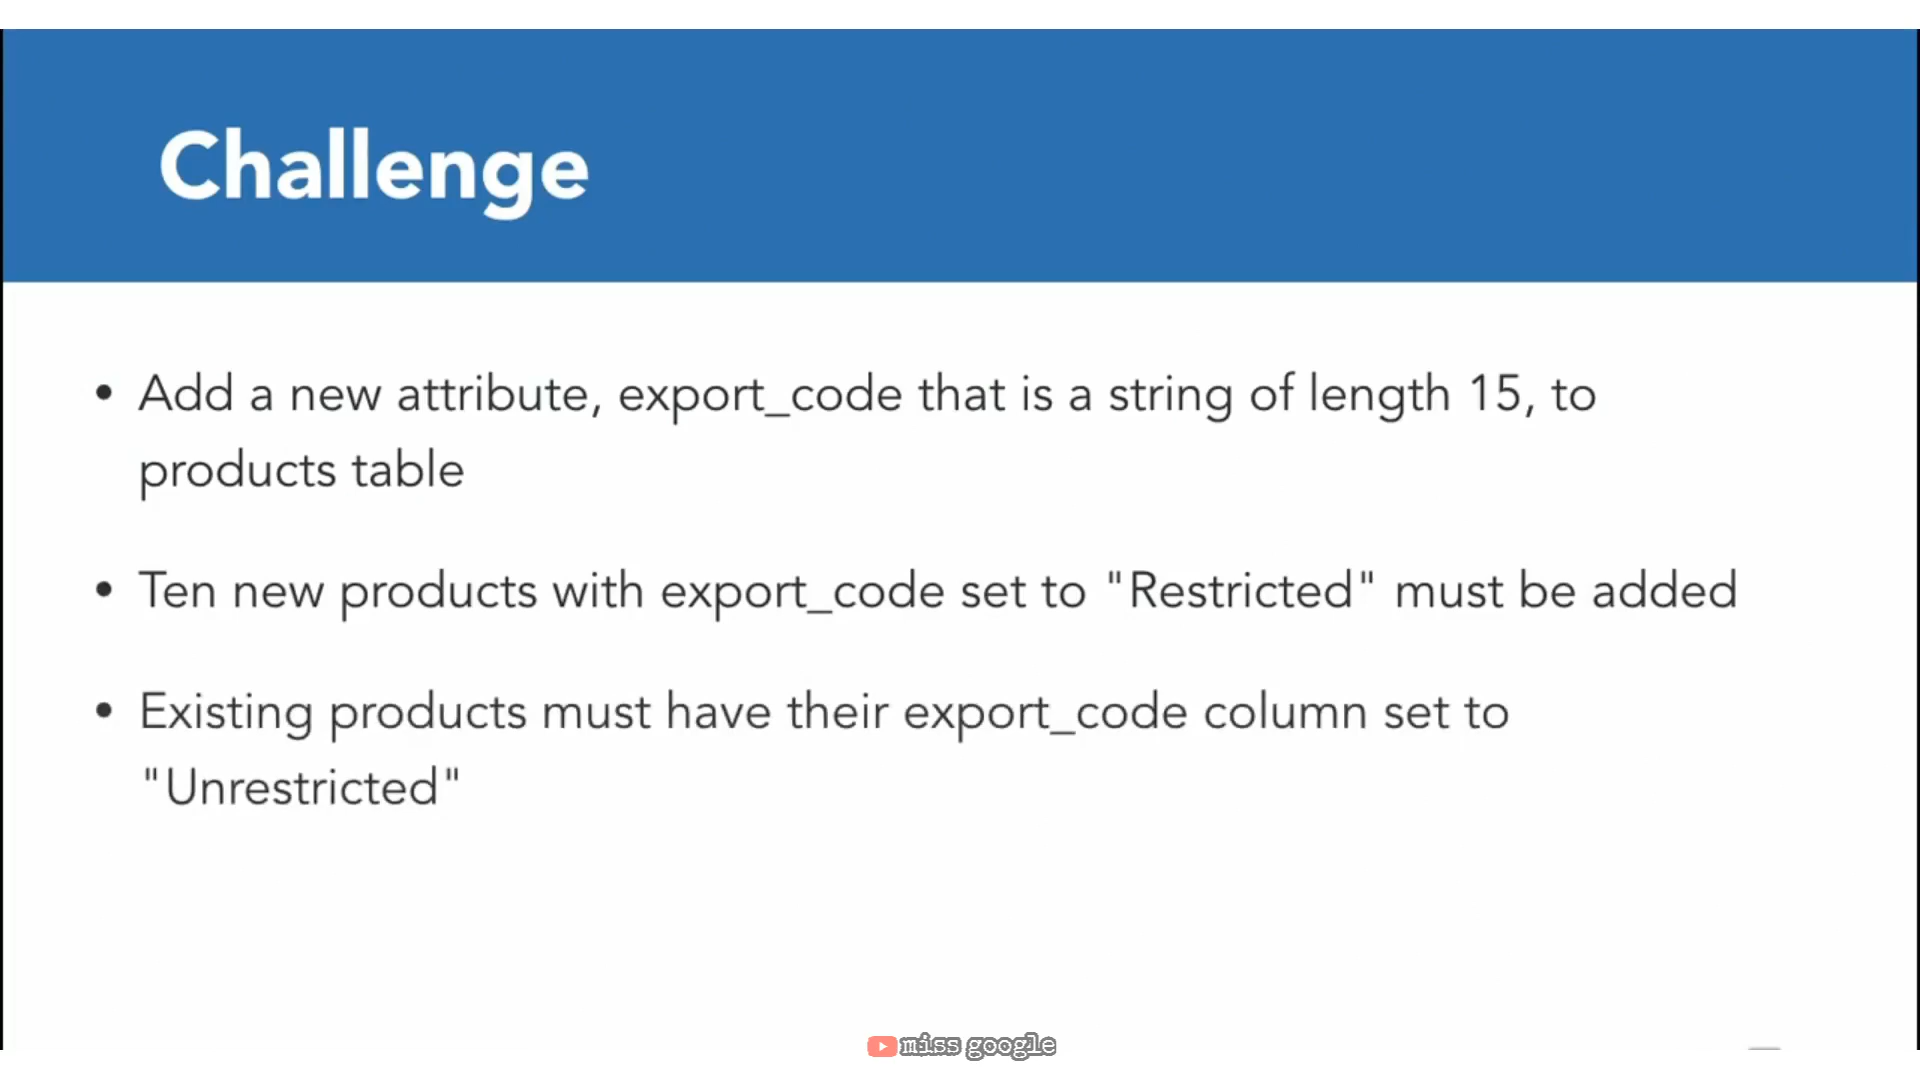 Challenge
• Add a new attribute, export_code that is a string of length 15, to
products table
• Ten new products with export_code set to "Restricted" must be added
• Existing products must have their export_code column set to
"Unrestricted"
miss google